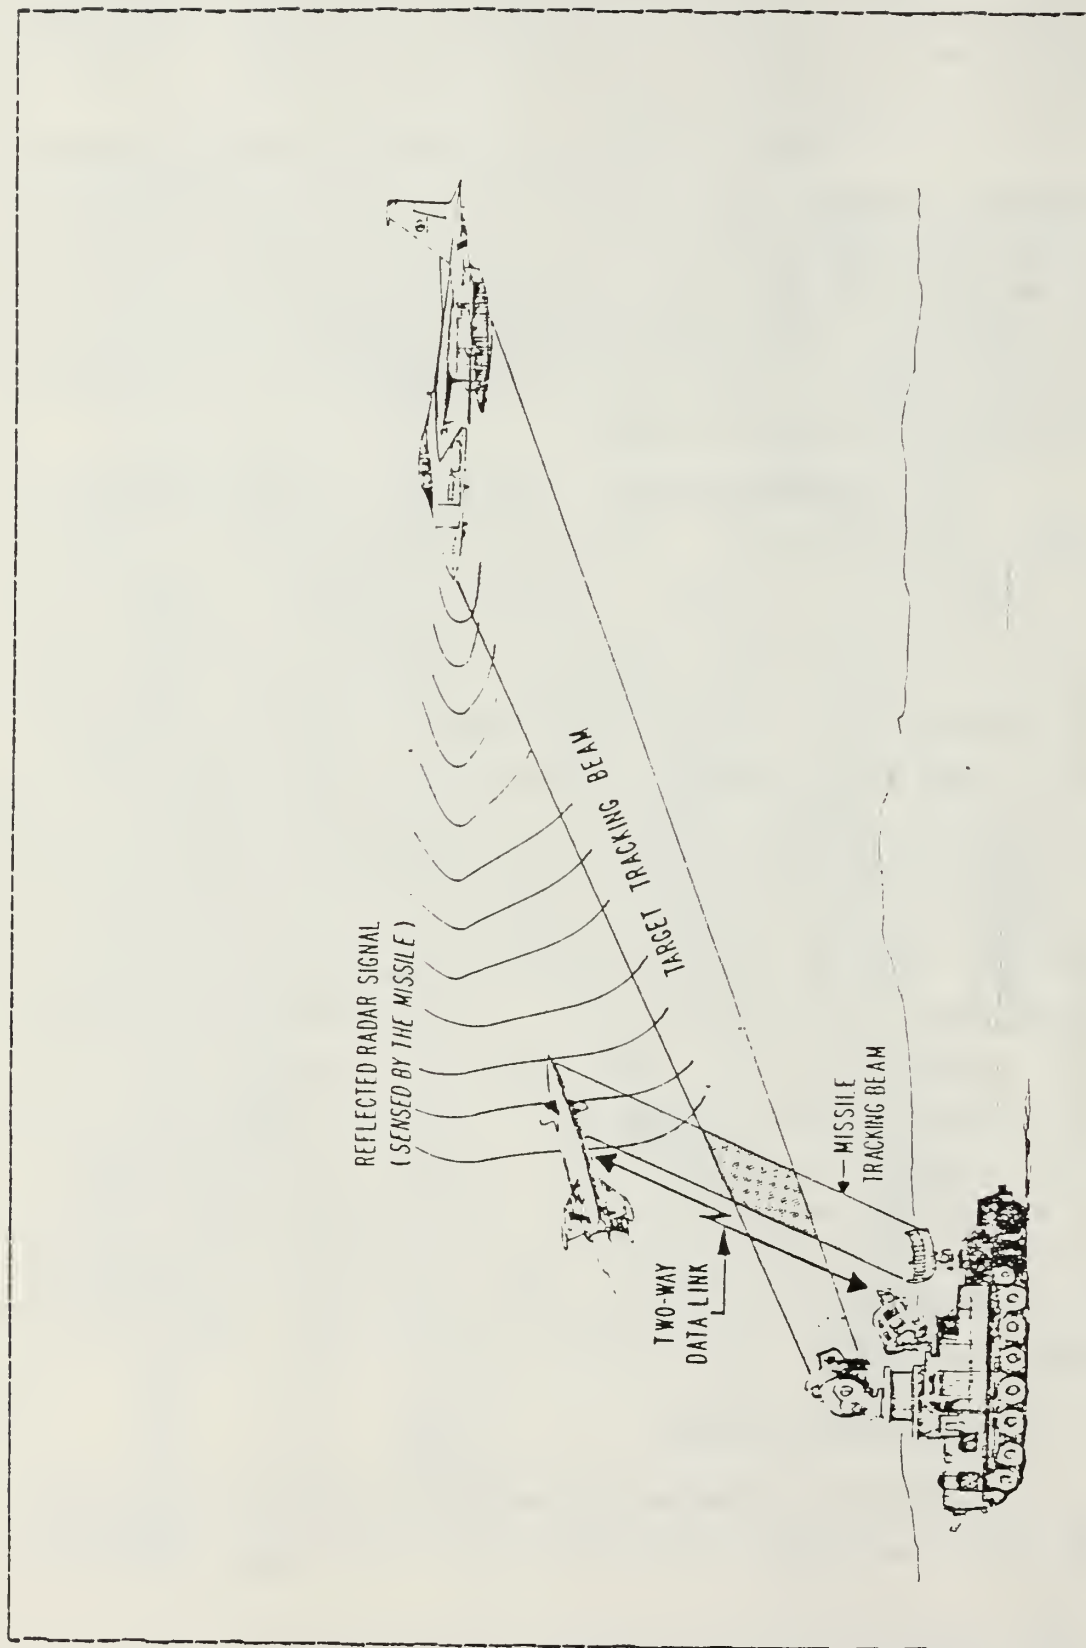 REFLECTED RADAR SIGNAL
(SENSED BY THE MISSILE)
TARGET TRACKING BEAM
TWO-WAY
DATA LINK
MISSILE
TRACKING BEAM